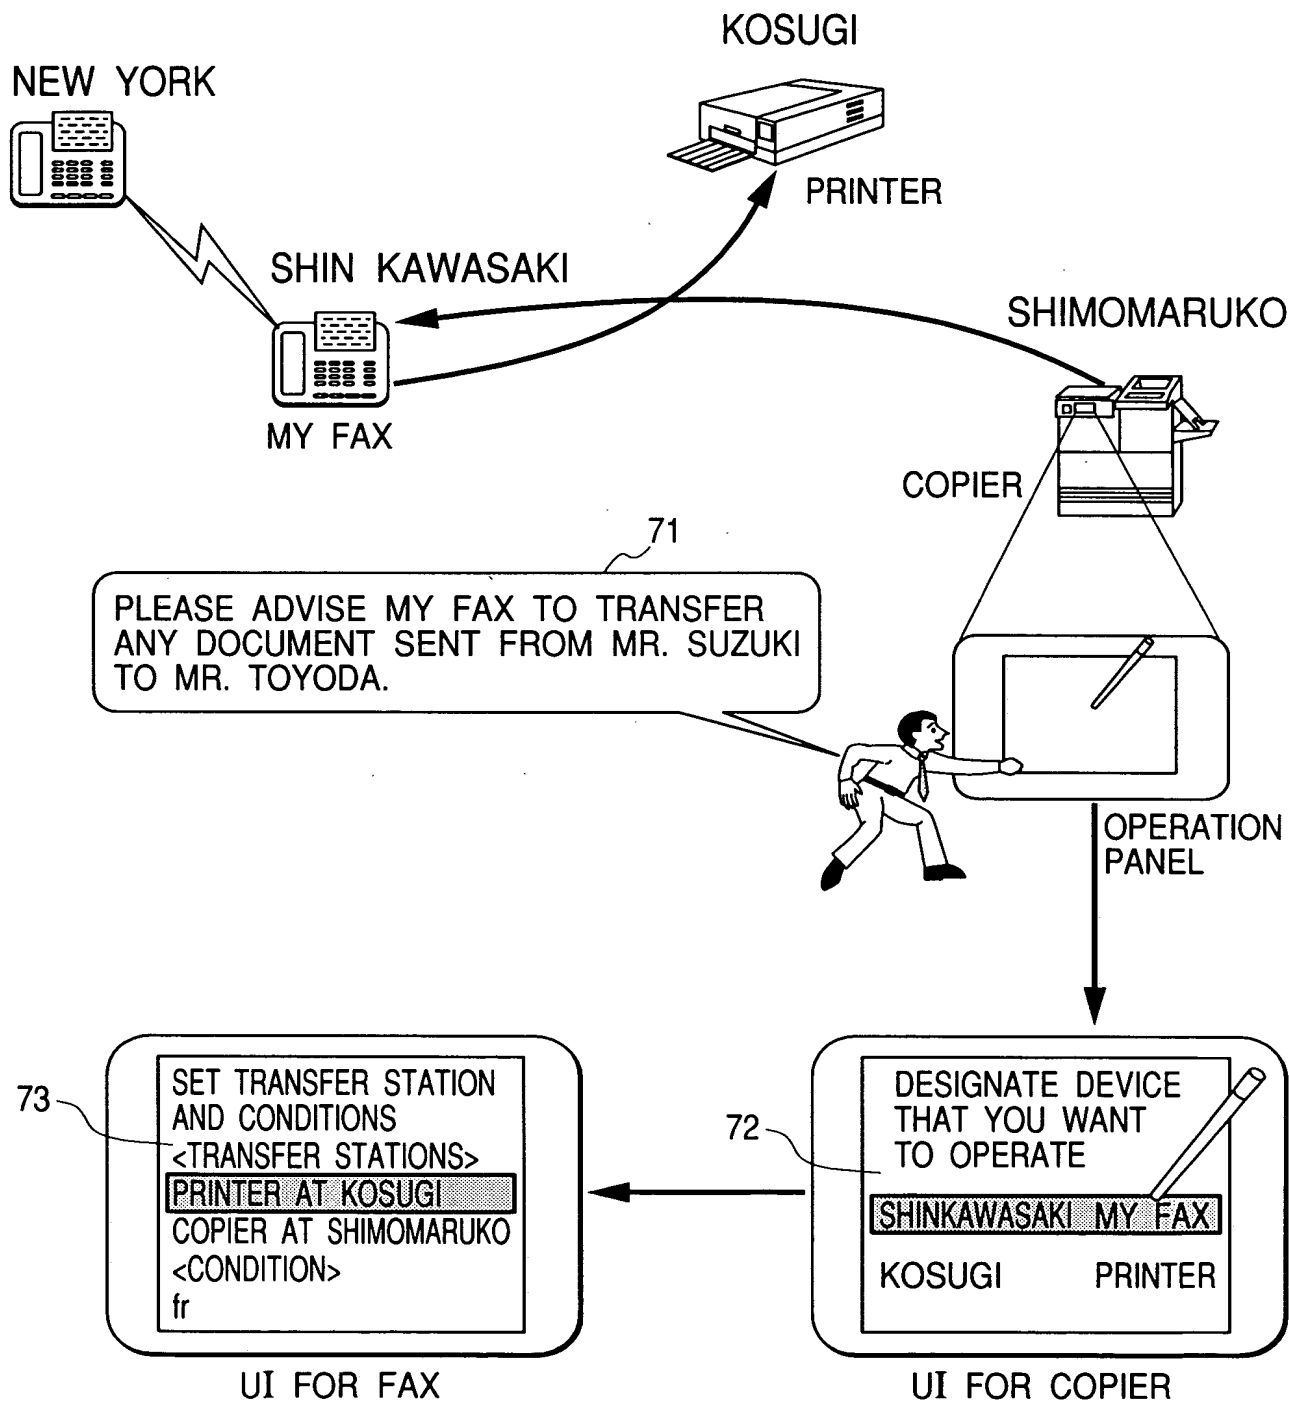 KOSUGI
NEW YORK
PRINTER
SHIN KAWASAKI
SHIMOMARUKO
MY FAX
COPIER
71
PLEASE ADVISE MY FAX TO TRANSFER
ANY DOCUMENT SENT FROM MR. SUZUKI
TO MR. TOYODA.
OPERATION
PANEL
73
SET TRANSFER STATION
AND CONDITIONS
<TRANSFER STATIONS>
PRINTER AT KOSUGI
COPIER AT SHIMOMARUKO
<CONDITION>
fr
UI FOR FAX
72
DESIGNATE DEVICE
THAT YOU WANT
TO OPERATE
SHINKAWASAKI MY FAX
KOSUGI PRINTER
UI FOR COPIER